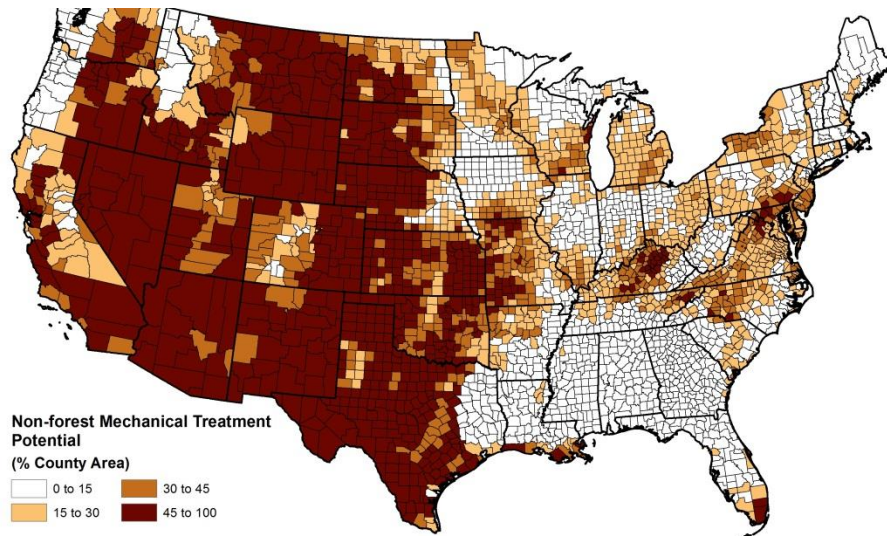 Non-forest Mechanical Treatment
Potential
(% County Area)
0 to 15
30 to 45
15 to 30
45 to 100